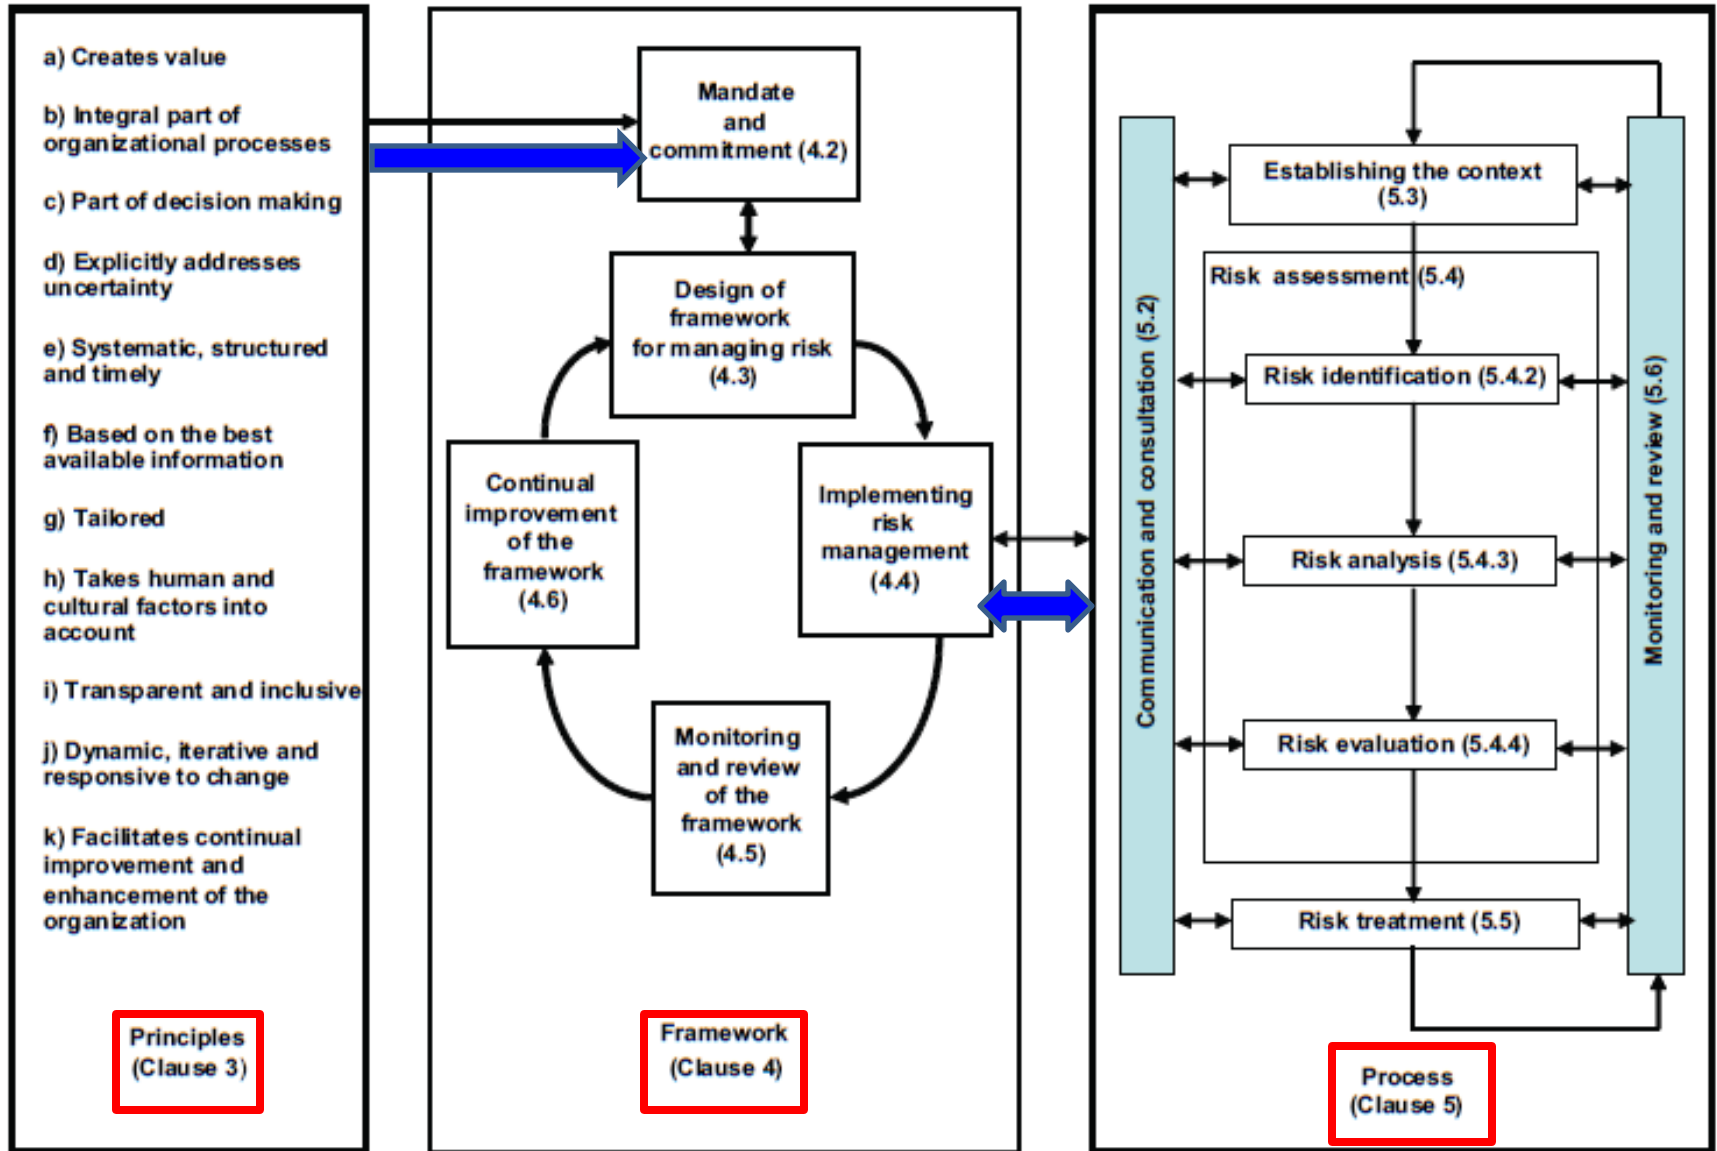 a) Creates value
b) Integral part of
organizational processes
c) Part of decision making
d) Explicitly addresses
uncertainty
e) Systematic, structured
and timely
f) Based on the best
available information
g) Tailored
h) Takes human and
cultural factors into
account
i) Transparent and inclusive
j) Dynamic, iterative and
responsive to change
k) Facilitates continual
improvement and
enhancement of the
organization
Principles
(Clause 3)
Mandate
and
commitment (4.2)
Design of
framework
for managing risk
(4.3)
Implementing
risk
management
(4.4)
Monitoring
and review
of the
framework
(4.5)
Continual
improvement
of the
framework
(4.6)
Framework
(Clause 4)
Communication and consultation (5.2)
Establishing the context
(5.3)
Risk assessment (5.4)
Risk identification (5.4.2)
Risk analysis (5.4.3)
Risk evaluation (5.4.4)
Risk treatment (5.5)
Monitoring and review (5.6)
Process
(Clause 5)